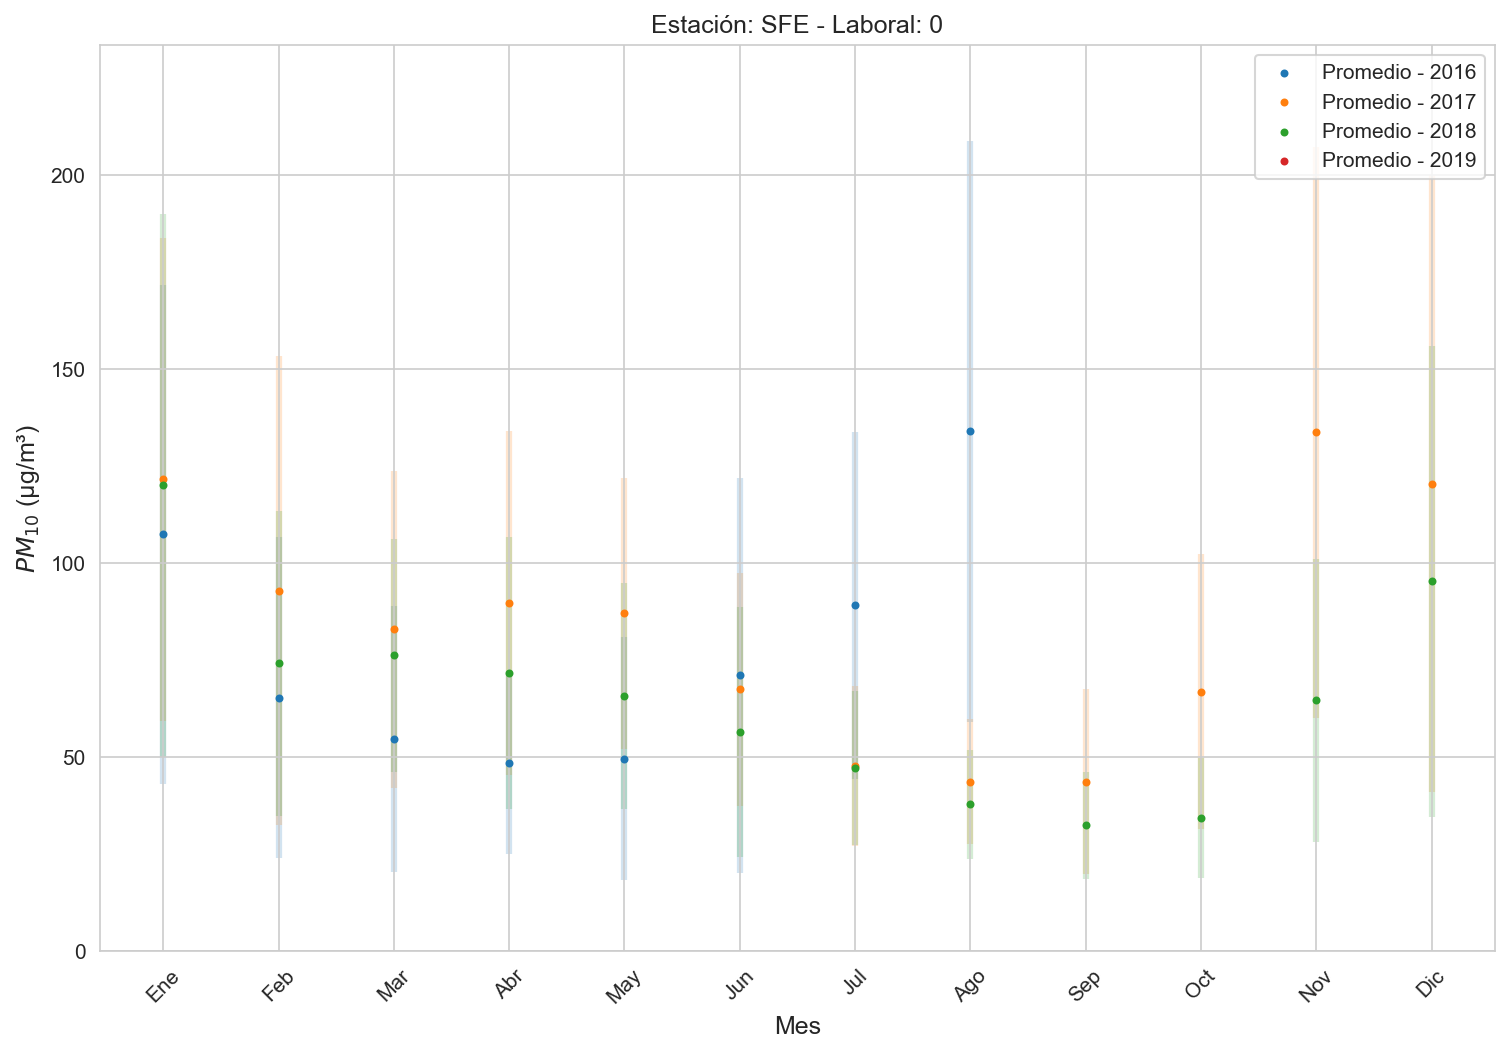 Estación: SFE - Laboral: 0
Promedio - 2016
Promedio - 2017
Promedio - 2018
Promedio - 2019
200
150
100
50
0
PM10 (µg/m³)
Ene
Feb
Mar
Abr
May
Jun
Jul
Ago
Sep
Oct
Nov
Dic
Mes